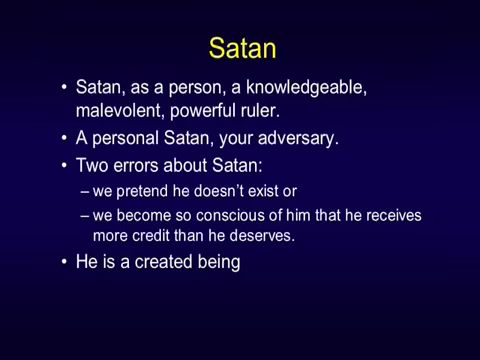 Satan
• Satan, as a person, a knowledgeable,
malevolent, powerful ruler.
• A personal Satan, your adversary.
• Two errors about Satan:
– we pretend he doesn't exist or
– we become so conscious of him that he receives
more credit than he deserves.
• He is a created being